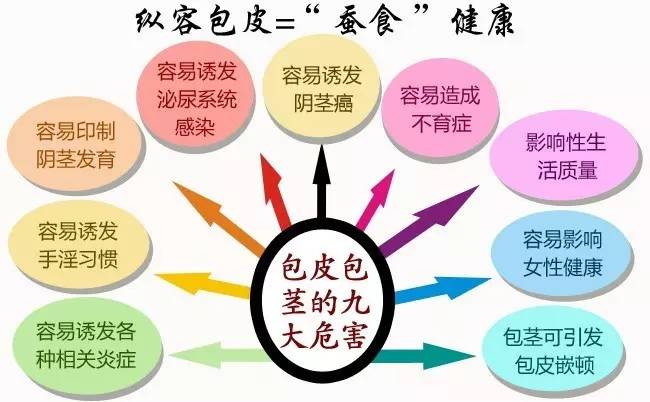 纵容包皮=“蚕食”健康
容易诱发
泌尿系统
感染
容易诱发
阴茎癌
容易造成
不育症
容易印制
阴茎发育
影响性生
活质量
容易诱发
手淫习惯
容易影响
女性健康
容易诱发各
种相关炎症
包茎可引发
包皮嵌顿
包皮包
茎的九
大危害